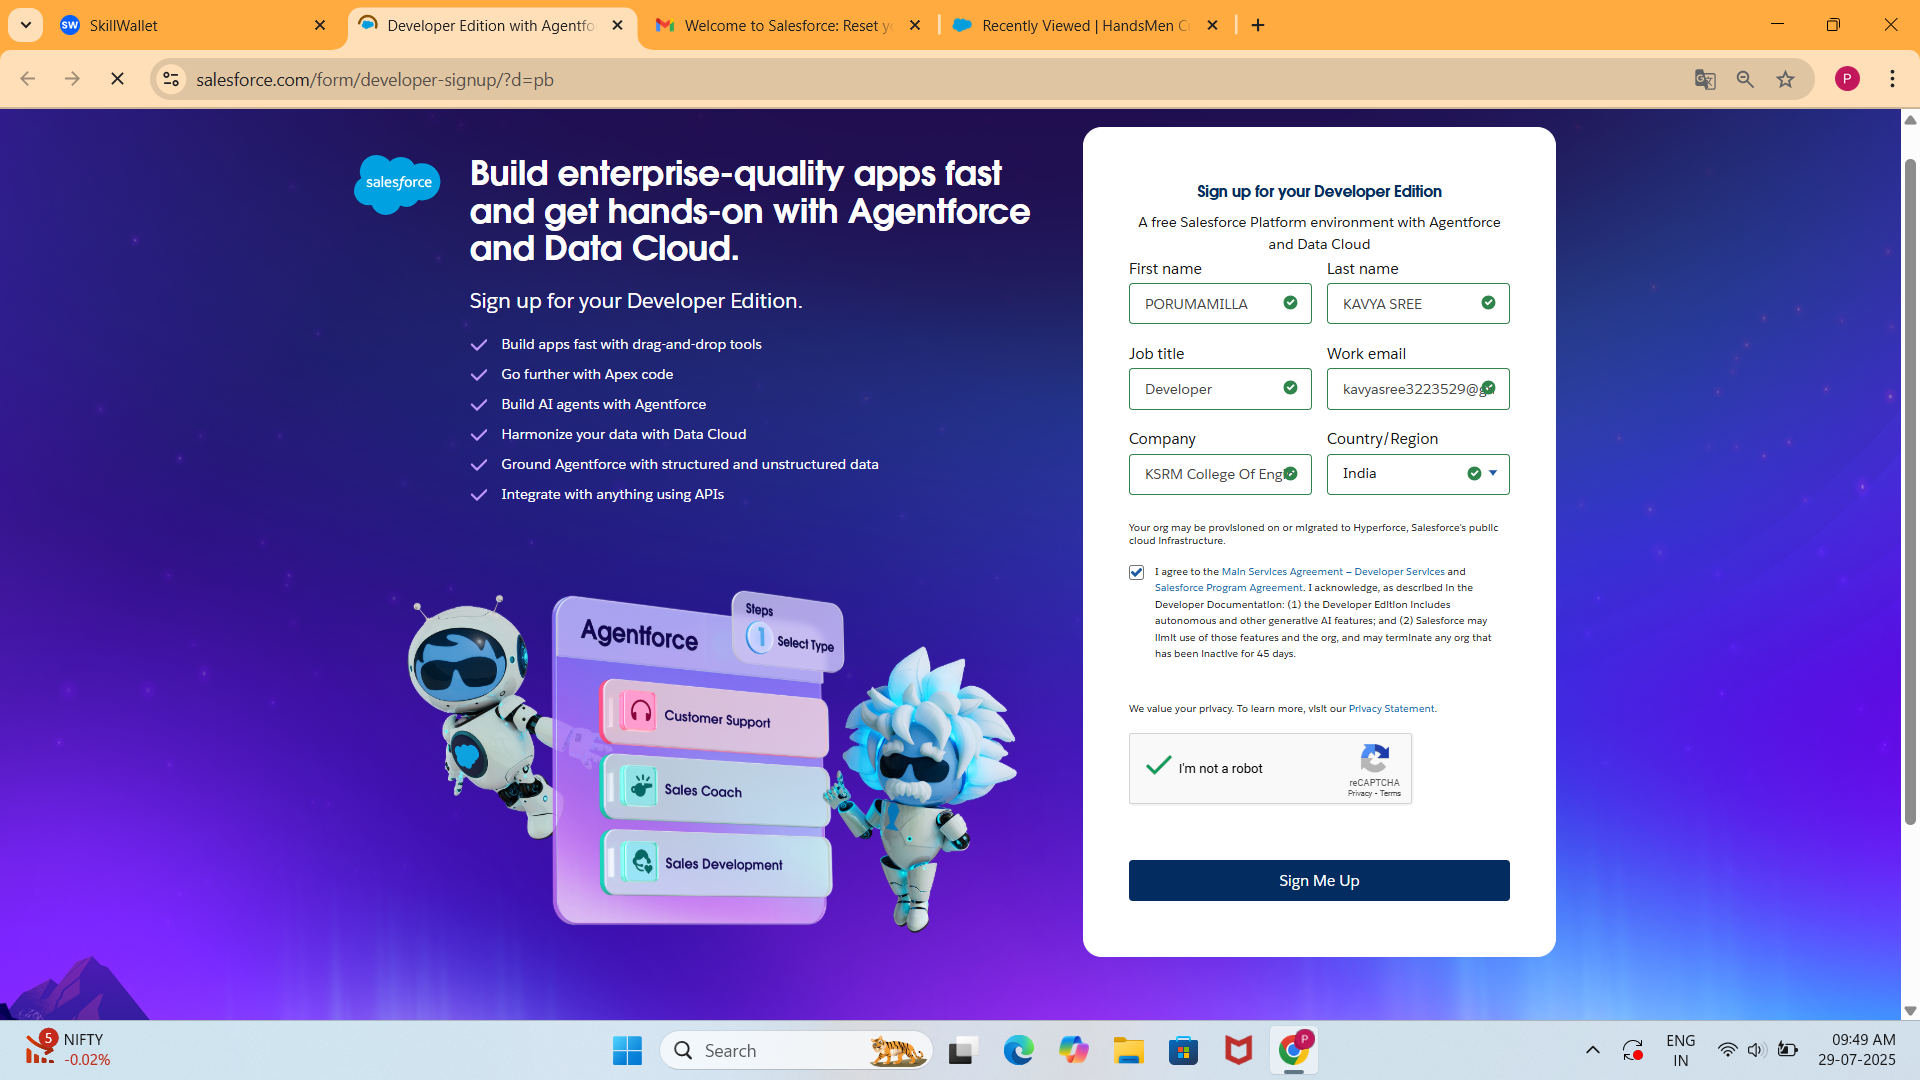 SW SkillWallet
Developer Edition with Agentfo
Welcome to Salesforce: Reset y
Recently Viewed | HandsMen C
salesforce.com/form/developer-signup/?d=pb
P
salesforce
Build enterprise-quality apps fast
and get hands-on with Agentforce
and Data Cloud.
Sign up for your Developer Edition.
Build apps fast with drag-and-drop tools
Go further with Apex code
Build AI agents with Agentforce
Harmonize your data with Data Cloud
Ground Agentforce with structured and unstructured data
Integrate with anything using APIs
Agentforce
Steps
1 Select Type
Customer Support
Sales Coach
Sales Development
Sign up for your Developer Edition
A free Salesforce Platform environment with Agentforce
and Data Cloud
First name Last name
PORUMAMILLA KAVYA SREE
Job title Work email
Developer kavyasree3223529@g
Company Country/Region
KSRM College Of Eng India
Your org may be provisioned on or migrated to Hyperforce, Salesforce's public
cloud infrastructure.
I agree to the Main Services Agreement – Developer Services and
Salesforce Program Agreement. I acknowledge, as described in the
Developer Documentation: (1) the Developer Edition includes
autonomous and other generative AI features; and (2) Salesforce may
limit use of those features and the org, and may terminate any org that
has been inactive for 45 days.
We value your privacy. To learn more, visit our Privacy Statement.
I'm not a robot
reCAPTCHA
Privacy - Terms
Sign Me Up
5 NIFTY
-0.02%
Search
P
ENG
IN
09:49 AM
29-07-2025